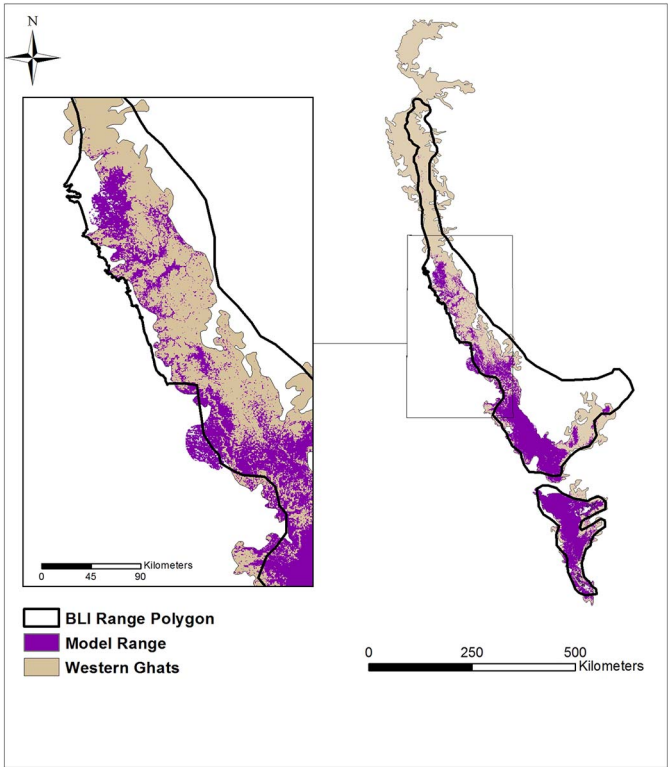 N
Kilometers
0 45 90
BLI Range Polygon
Model Range
Western Ghats
0 250 500
Kilometers